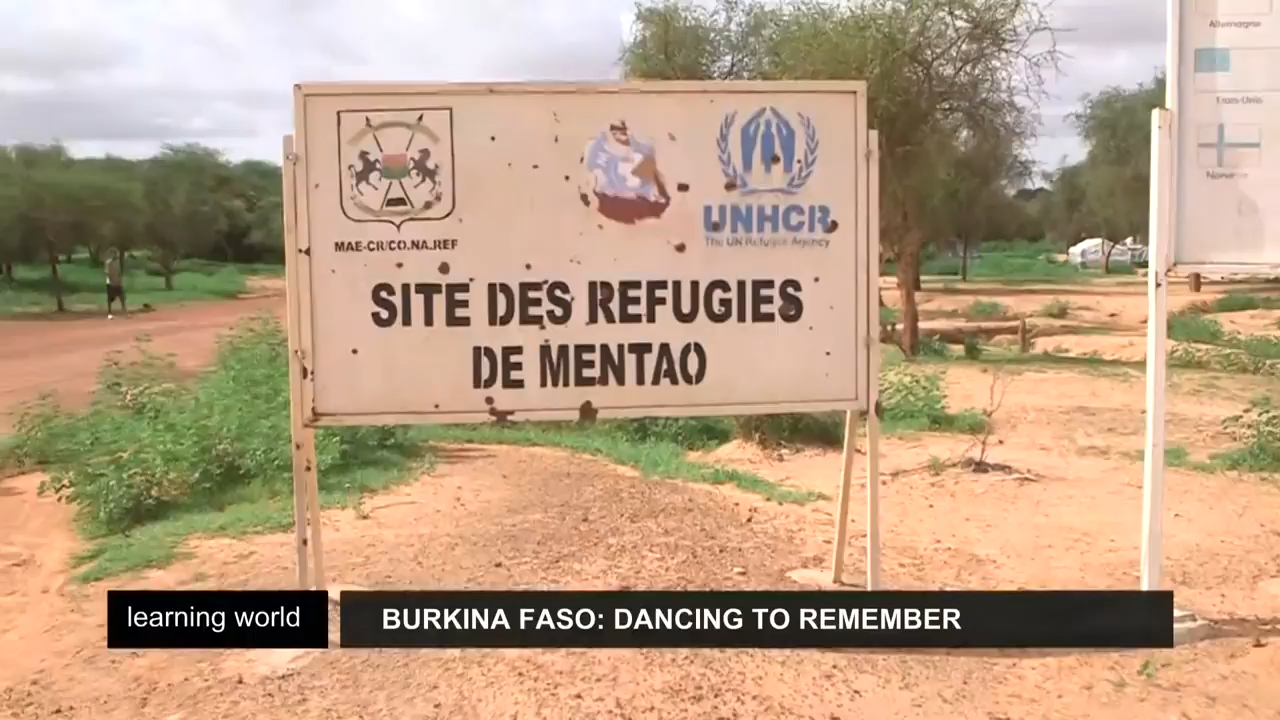 MAE-CR/CO.NA.REF
UNHCR
The UN Refugee Agency
SITE DES REFUGIES
DE MENTAO
Allemagne
Etats-Unis
Norvège
learning world
BURKINA FASO: DANCING TO REMEMBER